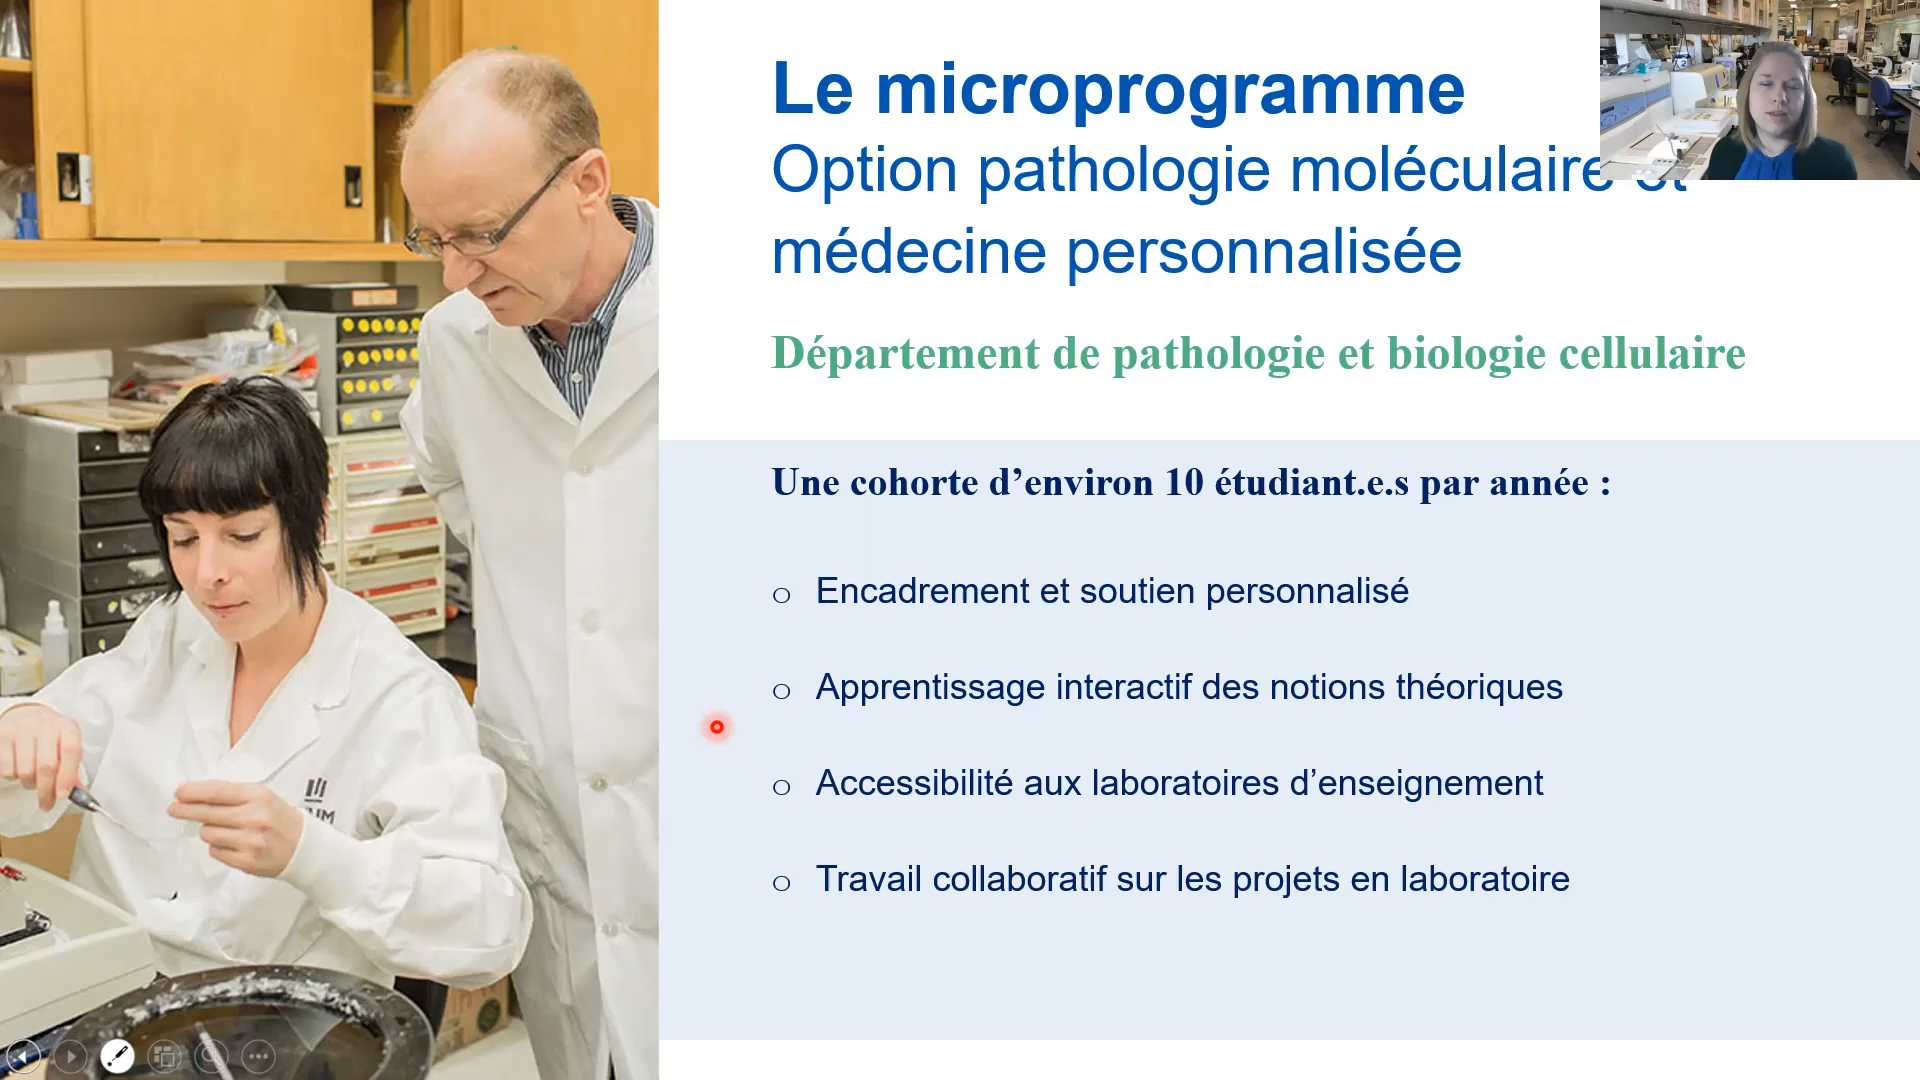 Le microprogramme
Option pathologie moléculaire et
médecine personnalisée
Département de pathologie et biologie cellulaire
Une cohorte d’environ 10 étudiant.e.s par année :
o Encadrement et soutien personnalisé
o Apprentissage interactif des notions théoriques
o Accessibilité aux laboratoires d’enseignement
o Travail collaboratif sur les projets en laboratoire